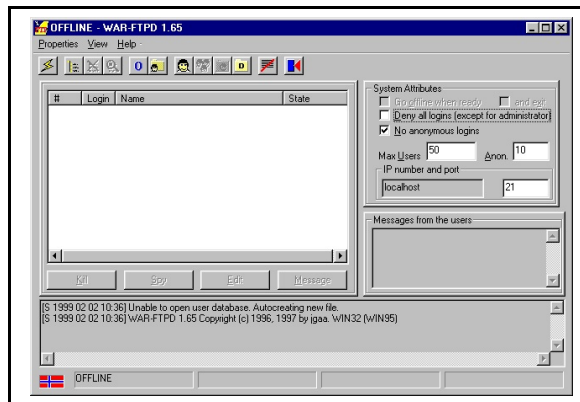 OFFLINE - WAR-FTPD 1.65
Properties View Help
# Login Name State
Kill Spy Edit Message
System Attributes
Go offline when ready and exit
Deny all logins (except for administrator)
No anonymous logins
Max Users 50 Anon. 10
IP number and port
localhost 21
Messages from the users
[S 1999 02 02 10:36] Unable to open user database. Autocreating new file.
[S 1999 02 02 10:36] WAR-FTPD 1.65 Copyright (c) 1996, 1997 by jgaa. WIN32 (WIN95)
OFFLINE